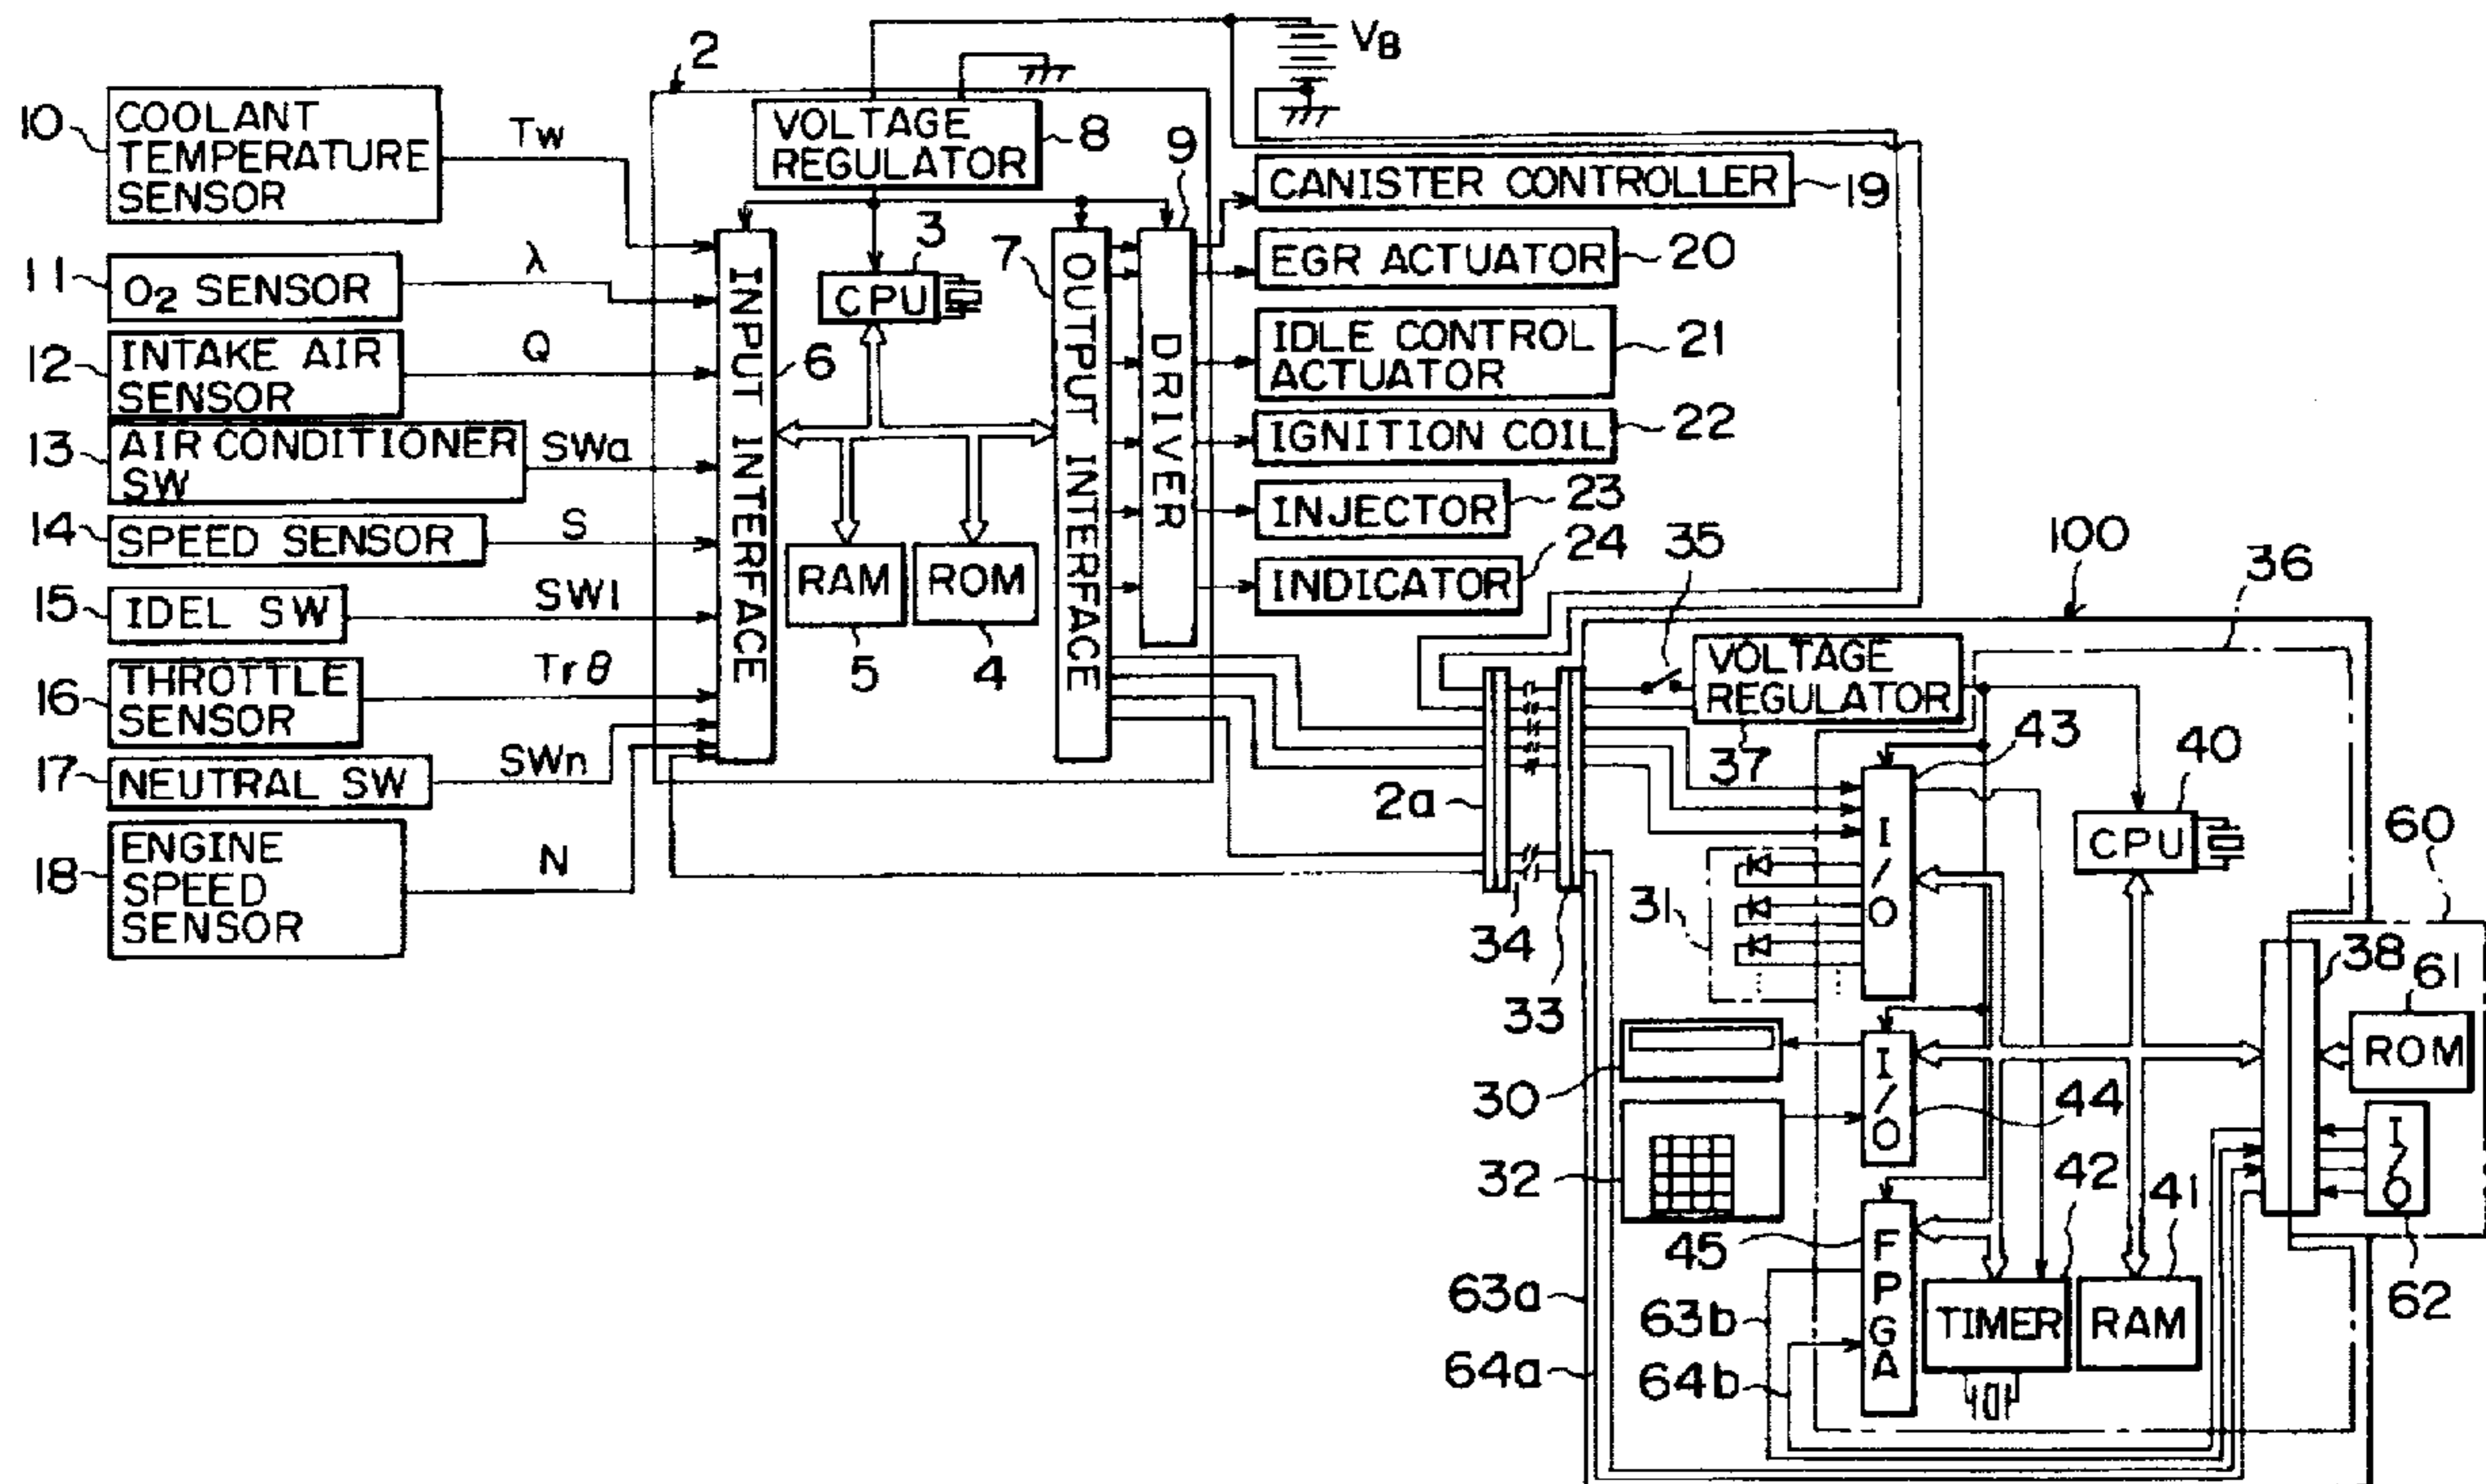 2
VB
10
COOLANT
TEMPERATURE
SENSOR
Tw
VOLTAGE
REGULATOR
8
9
CANISTER CONTROLLER
19
11
O2 SENSOR
λ
3
CPU
7
EGR ACTUATOR
20
12
INTAKE AIR
SENSOR
Q
INPUT INTERFACE
6
OUTPUT INTERFACE
DRIVER
IDLE CONTROL
ACTUATOR
21
13
AIR CONDITIONER
SW
SWa
IGNITION COIL
22
14
SPEED SENSOR
S
INJECTOR
23
15
IDEL SW
SWI
RAM
5
ROM
4
INDICATOR
24
16
THROTTLE
SENSOR
Trθ
17
NEUTRAL SW
SWn
18
ENGINE
SPEED
SENSOR
N
35
100
36
VOLTAGE
REGULATOR
37
43
40
2a
I/O
CPU
60
31
34
33
38
61
ROM
30
I/O
44
32
42
41
I/O
62
45
FPGA
63a
63b
TIMER
RAM
64a
64b